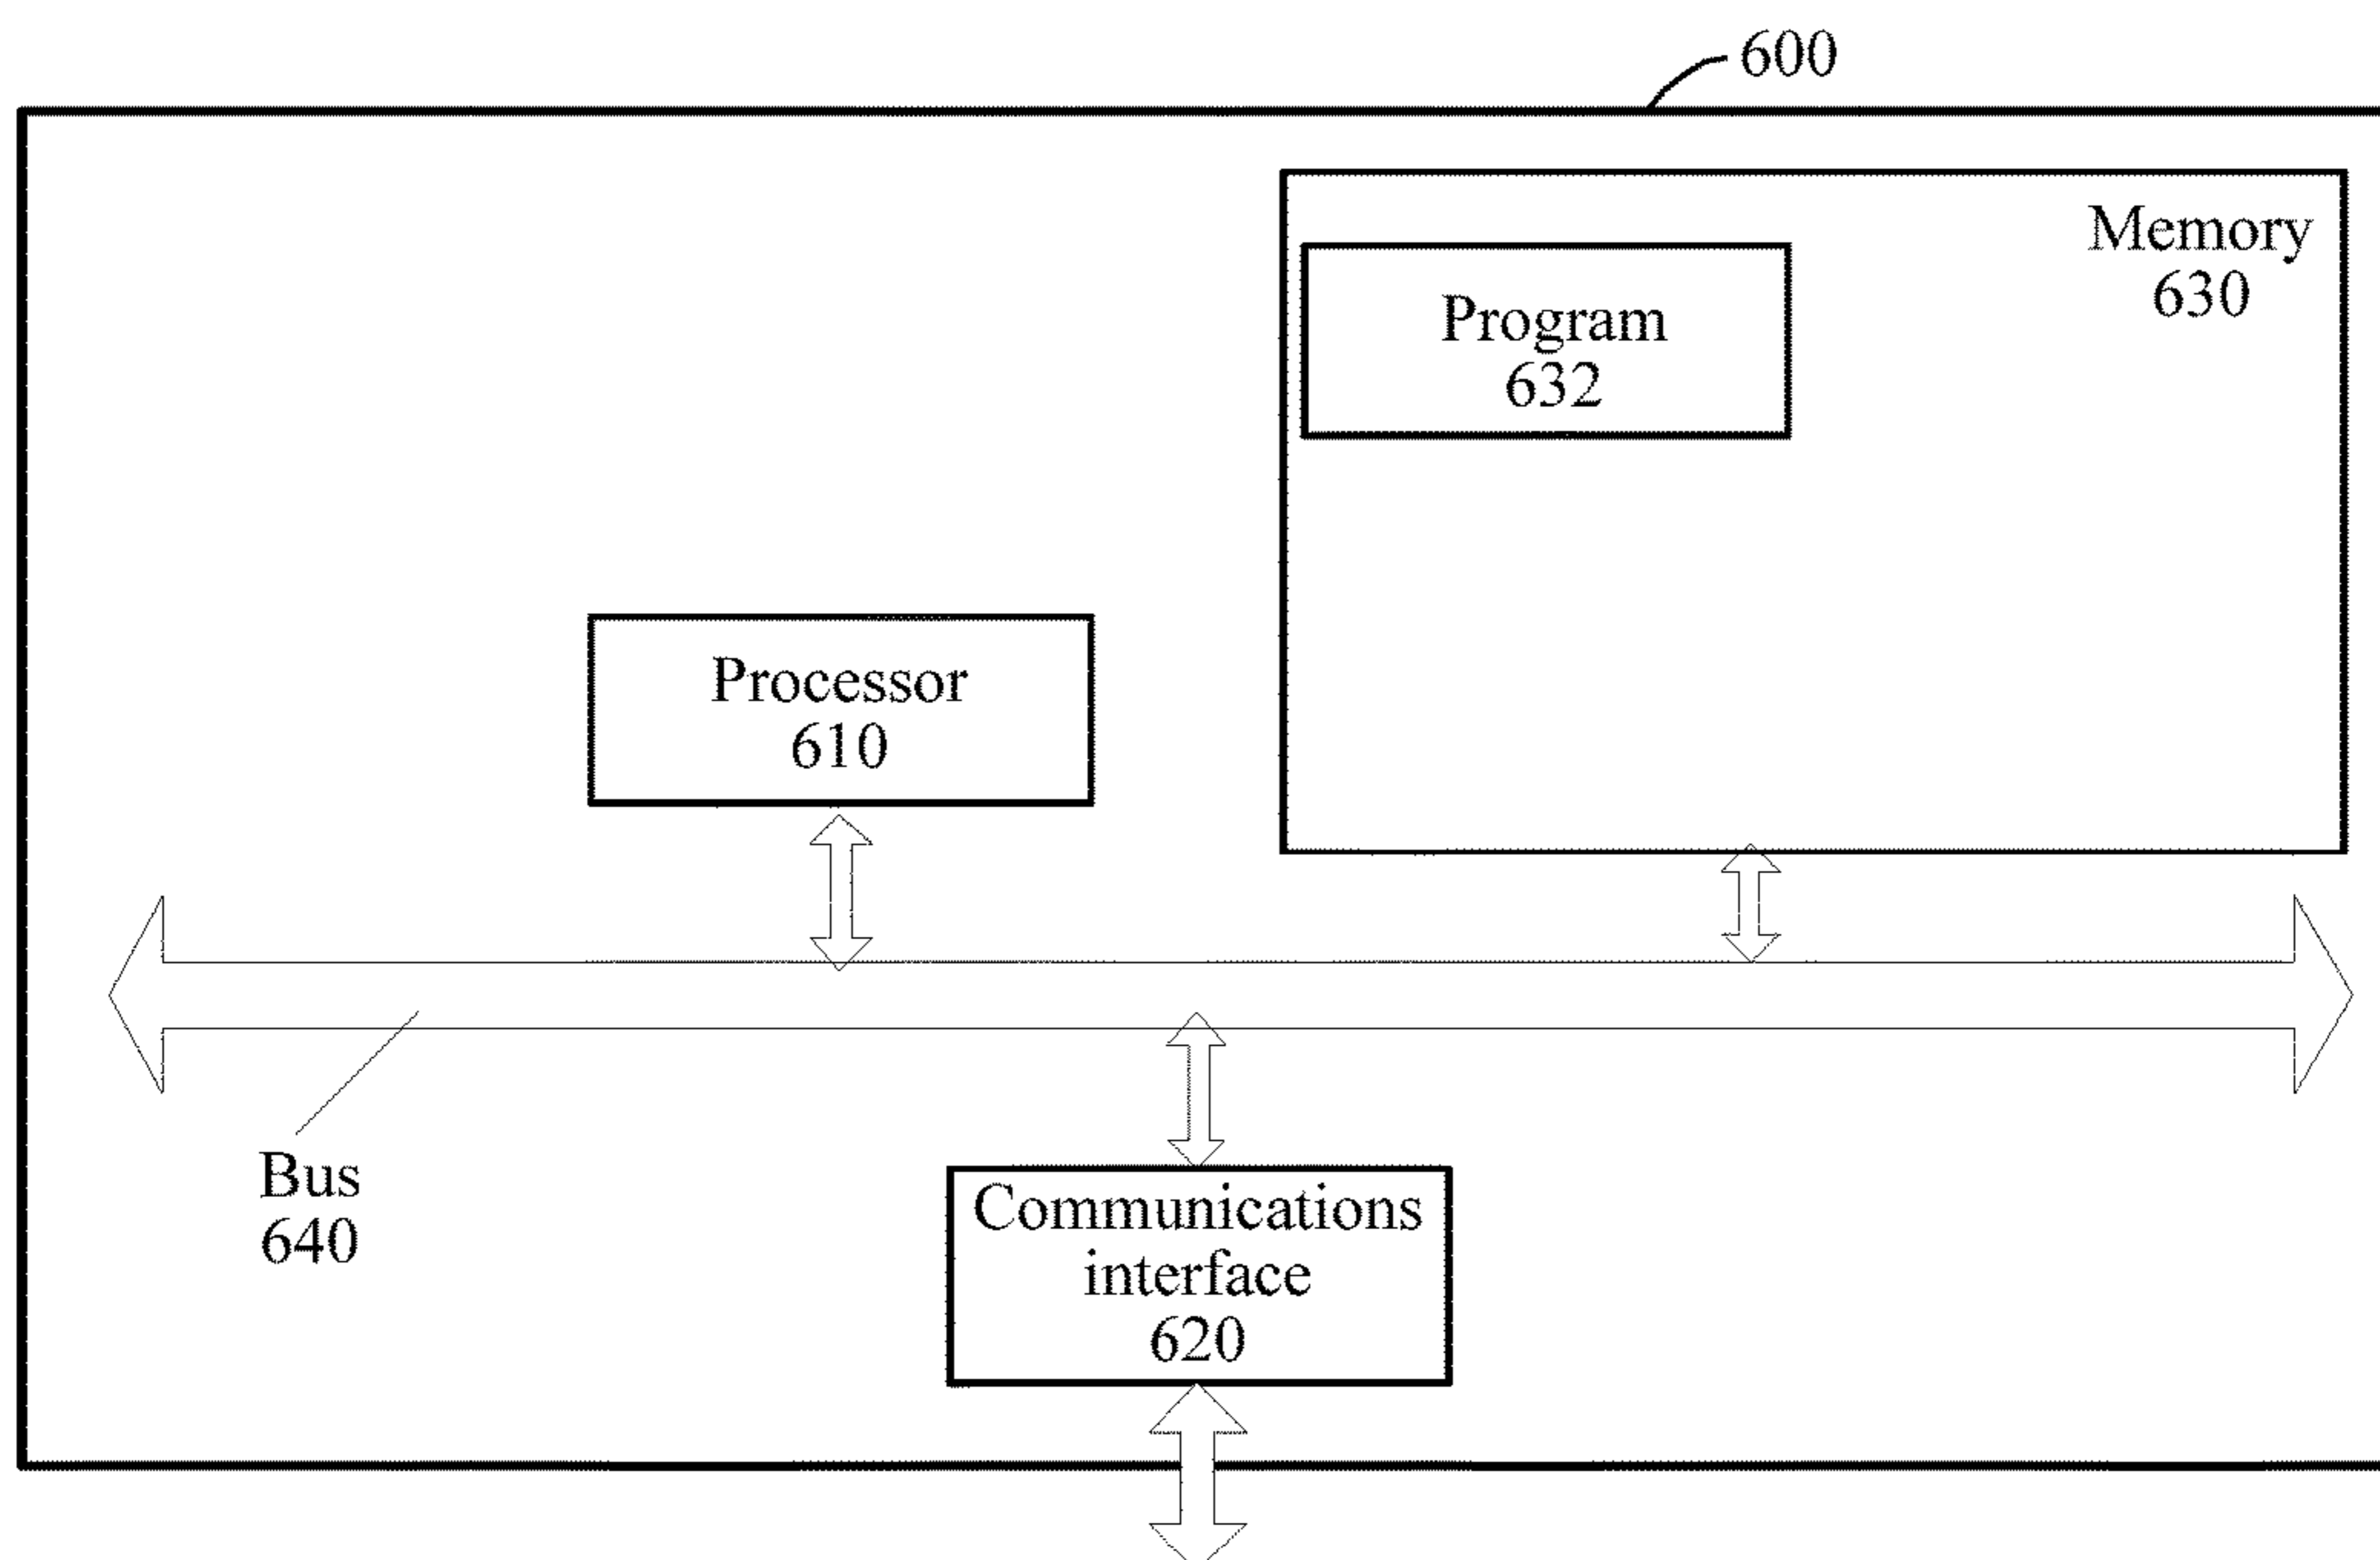 600
Memory
630
Program
632
Processor
610
Bus
640
Communications
interface
620